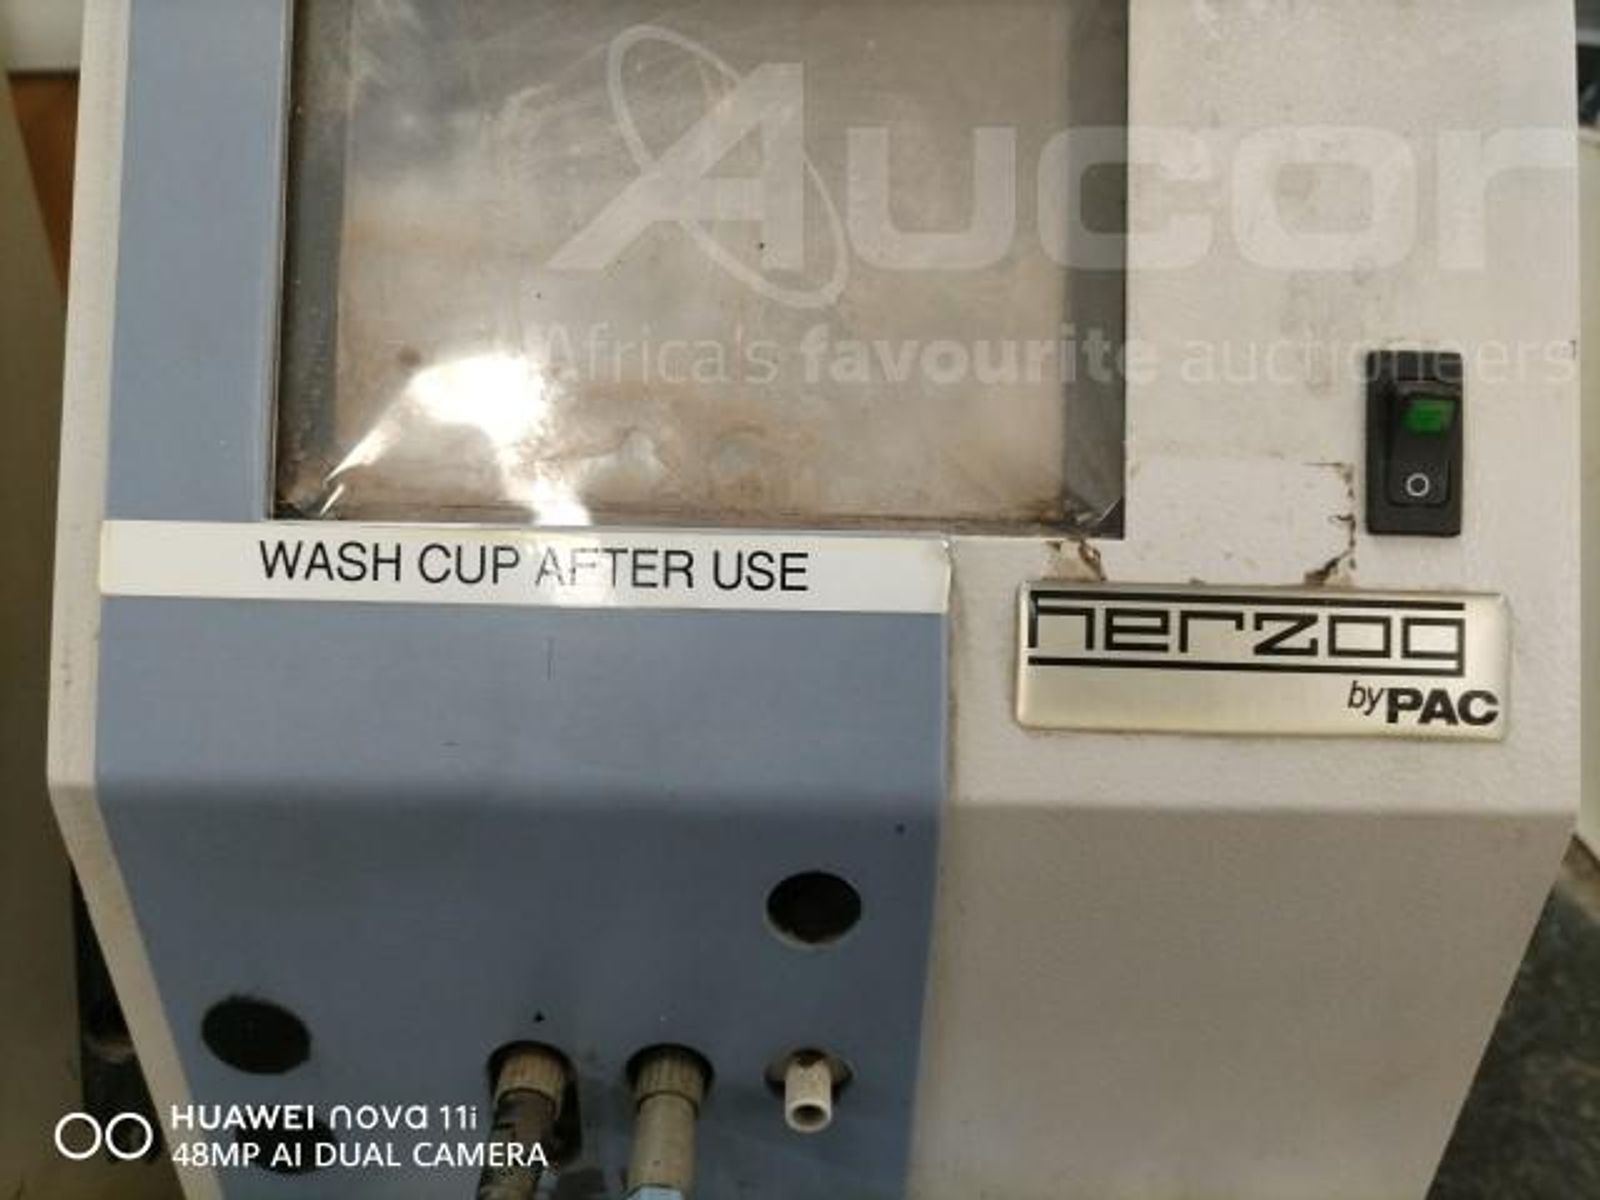 Aucor
Africa's favourite auctioneers
WASH CUP AFTER USE
herzog
by PAC
HUAWEI nova 11i
48MP AI DUAL CAMERA